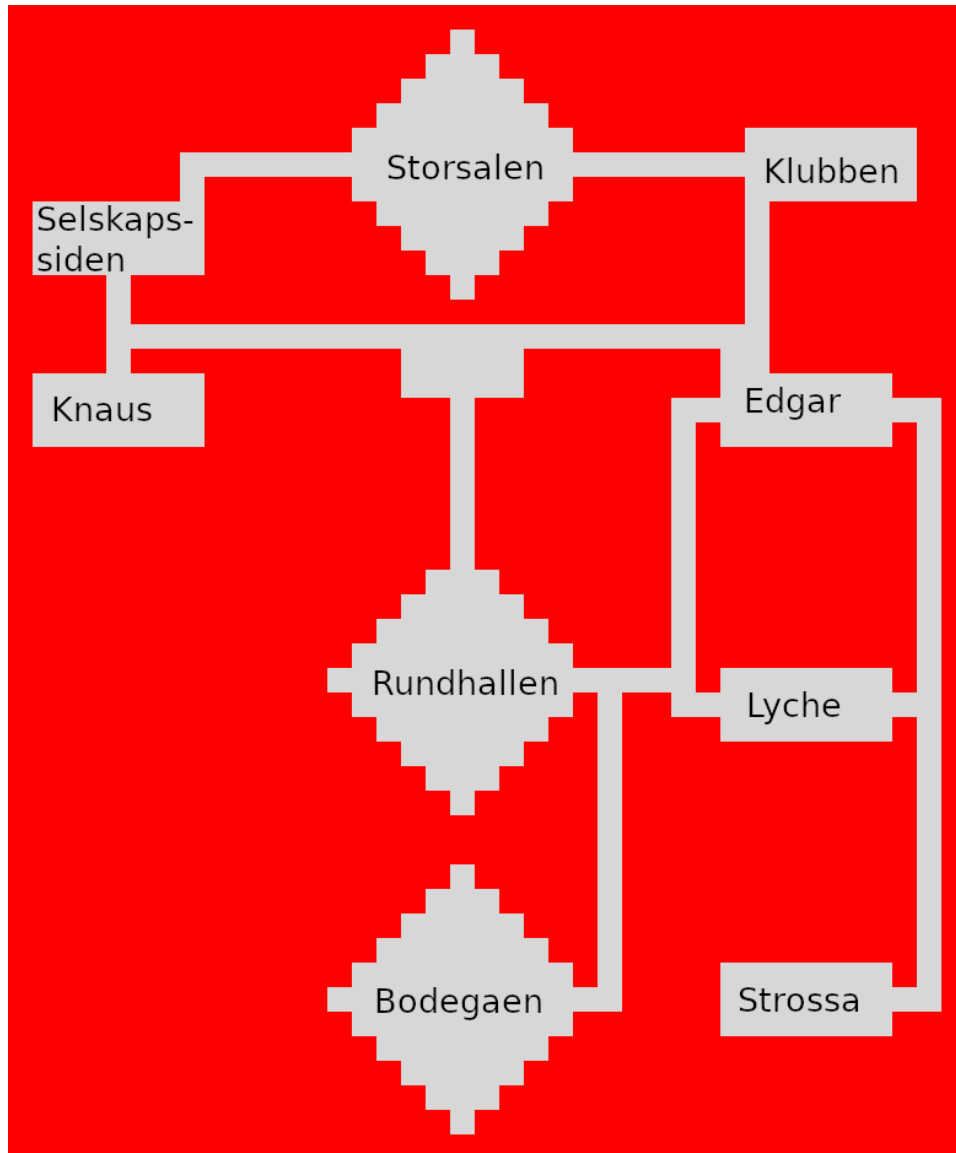 Storsalen
Klubben
Selskaps-
siden
Knaus
Edgar
Rundhallen
Lyche
Bodegaen
Strossa